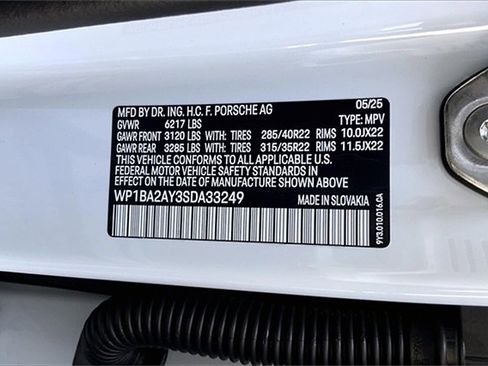 MFD BY DR. ING. H.C. F. PORSCHE AG 05/25
GVWR 6217 LBS TYPE: MPV
GAWR FRONT 3120 LBS WITH: TIRES 285/40R22 RIMS 10.0JX22
GAWR REAR 3285 LBS WITH: TIRES 315/35R22 RIMS 11.5JX22
THIS VEHICLE CONFORMS TO ALL APPLICABLE U.S.
FEDERAL MOTOR VEHICLE SAFETY STANDARDS IN
EFFECT ON THE DATE OF MANUFACTURE SHOWN ABOVE.
WP1BA2AY3SDA33249 MADE IN SLOVAKIA
9Y3.010.016.CA